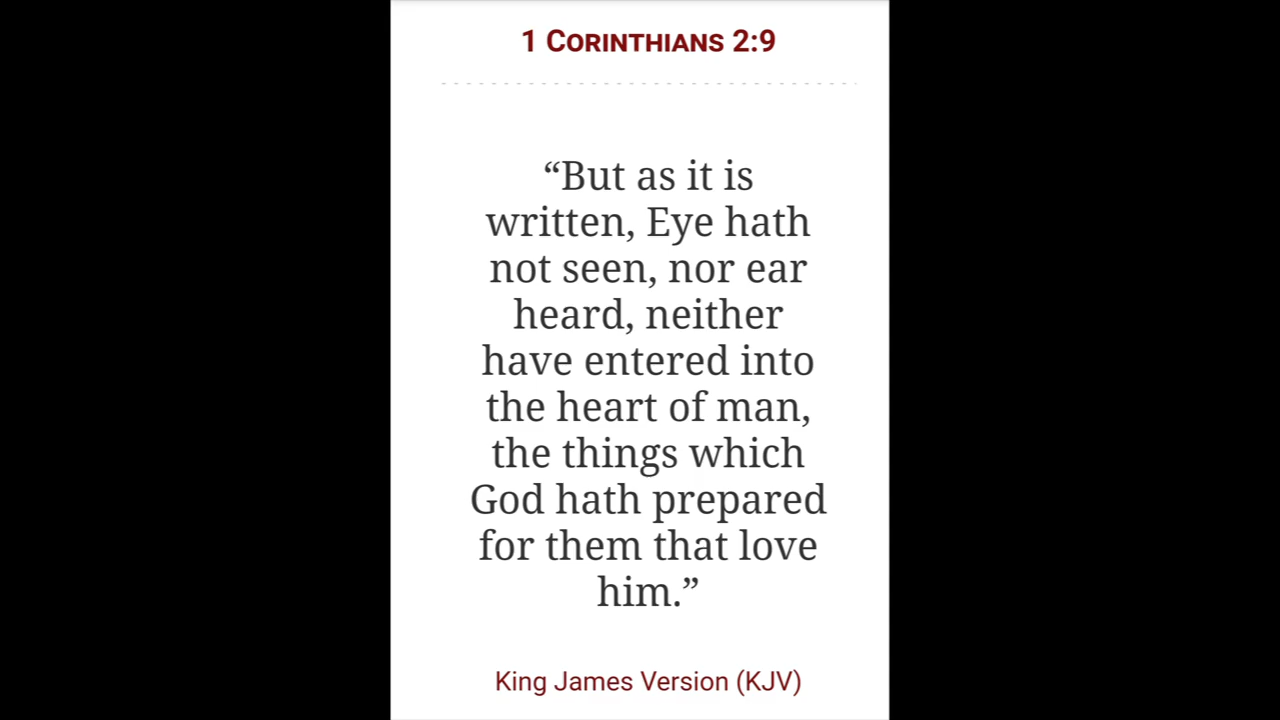 1 Corinthians 2:9
“But as it is
written, Eye hath
not seen, nor ear
heard, neither
have entered into
the heart of man,
the things which
God hath prepared
for them that love
him.”
King James Version (KJV)